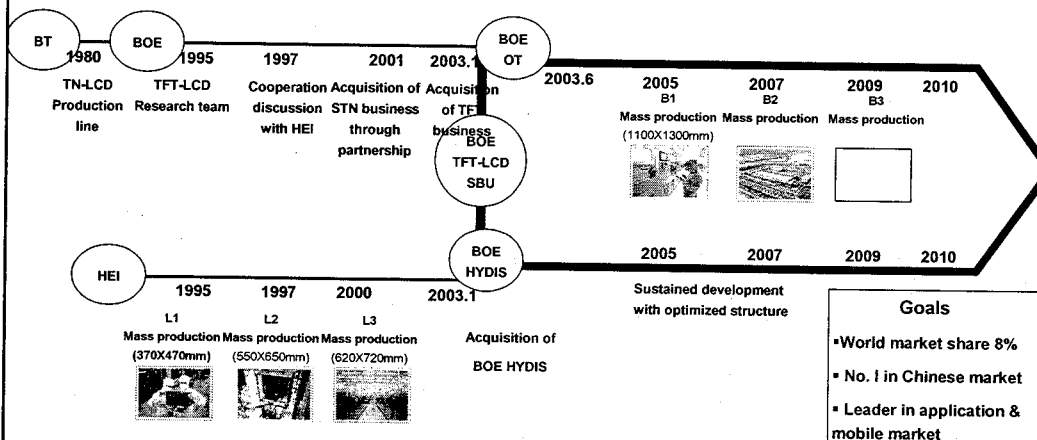 BT
BOE
BOE
OT
1980
1995
1997
2001
2003.1
2003.6
2005
2007
2009
2010
TN-LCD
Production
line
TFT-LCD
Research team
Cooperation
discussion
with HEI
Acquisition of
STN business
through
partnership
Acquisition
of TFT
business
B1
Mass production
(1100X1300mm)
B2
Mass production
B3
Mass production
BOE
TFT-LCD
SBU
HEI
BOE
HYDIS
1995
1997
2000
2003.1
2005
2007
2009
2010
L1
Mass production
(370X470mm)
L2
Mass production
(550X650mm)
L3
Mass production
(620X720mm)
Acquisition of
BOE HYDIS
Sustained development
with optimized structure
Goals
▪World market share 8%
▪ No. I in Chinese market
▪ Leader in application &
mobile market